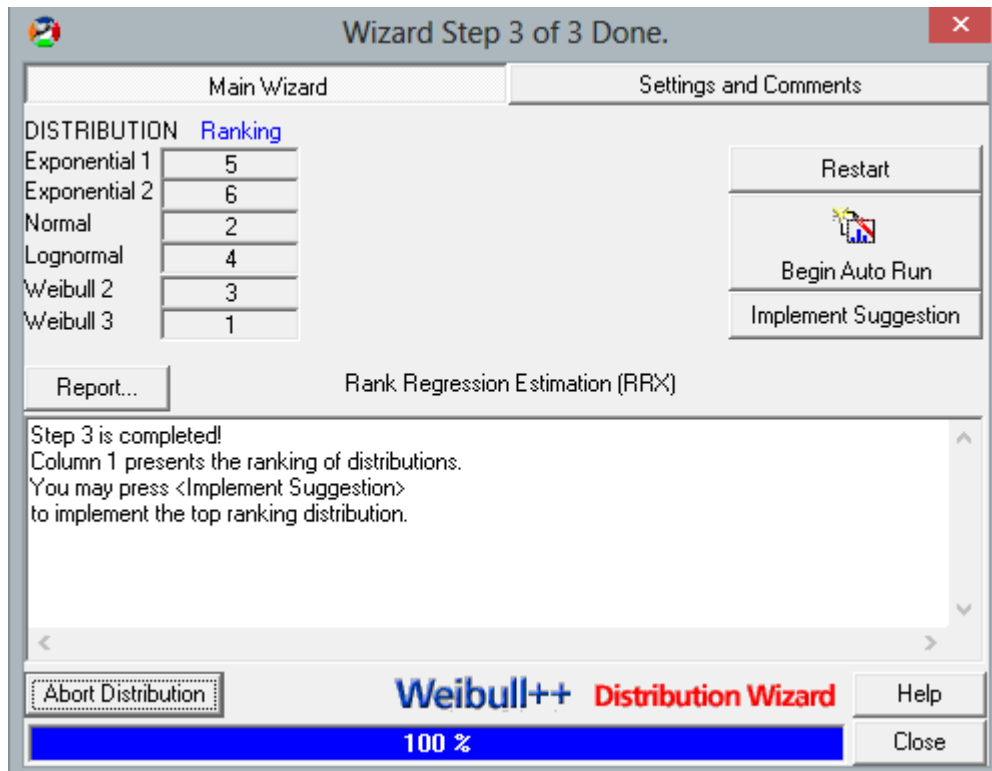 Wizard Step 3 of 3 Done.
Main Wizard Settings and Comments
DISTRIBUTION Ranking
Exponential 1 5
Exponential 2 6
Normal 2
Lognormal 4
Weibull 2 3
Weibull 3 1
Restart
Begin Auto Run
Implement Suggestion
Report... Rank Regression Estimation (RRX)
Step 3 is completed!
Column 1 presents the ranking of distributions.
You may press <Implement Suggestion>
to implement the top ranking distribution.
Abort Distribution Weibull++ Distribution Wizard Help
100 % Close